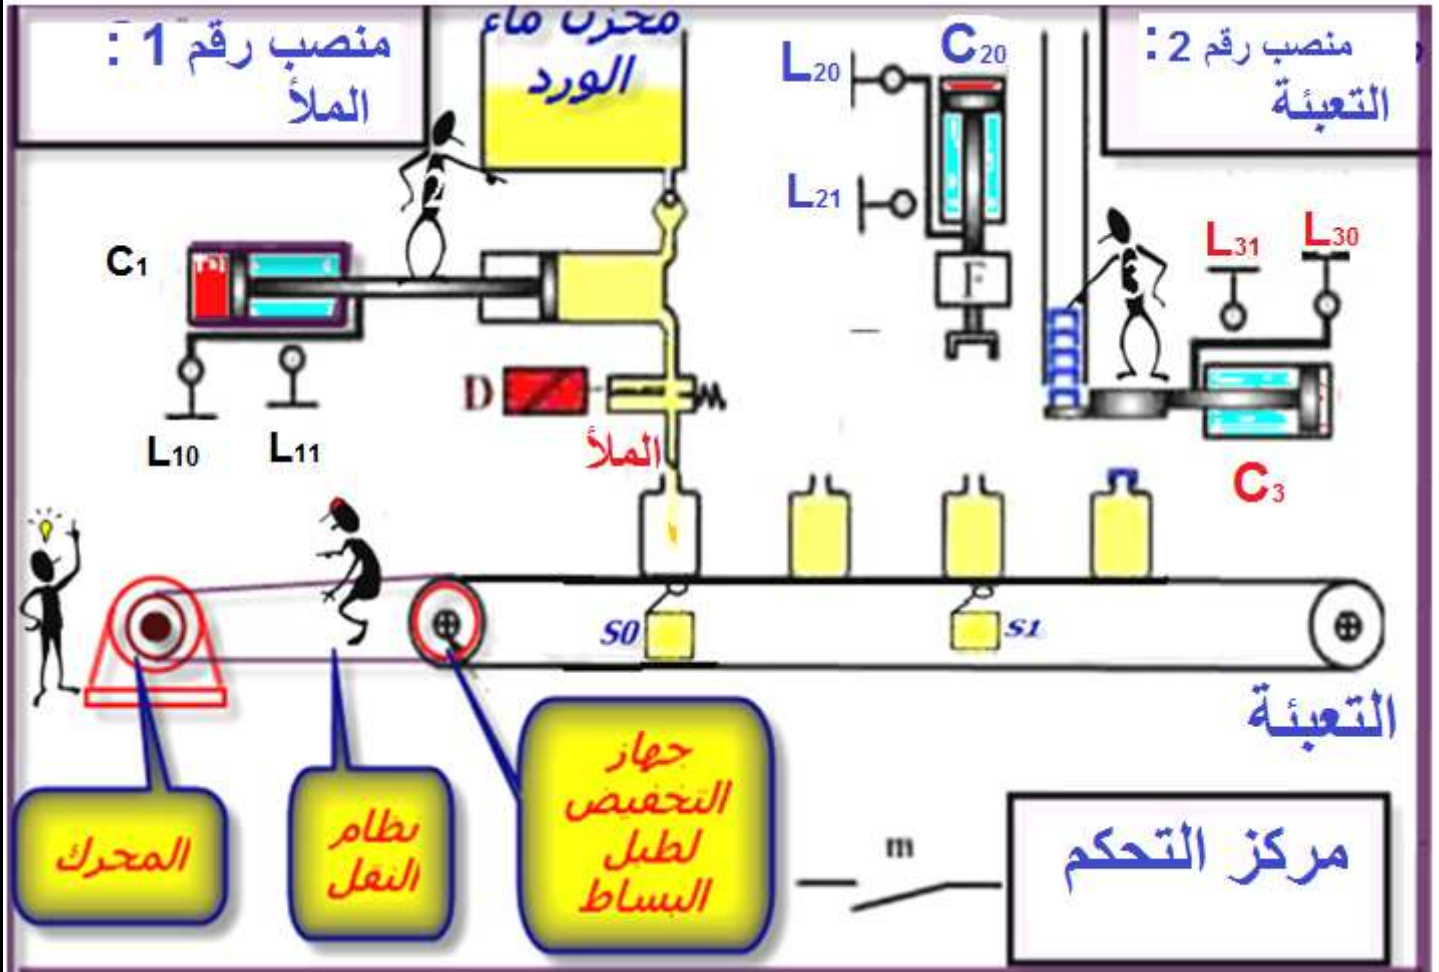 منصب رقم 1 :
الملأ
مخزن ماء
الورد
منصب رقم 2 :
التعبئة
C20
L20
L21
C1
L10
L11
D
الملأ
F
L31
L30
C3
S0
S1
التعبئة
المحرك
نظام
النقل
جهاز
التخفيض
لطبل
البساط
m
مركز التحكم